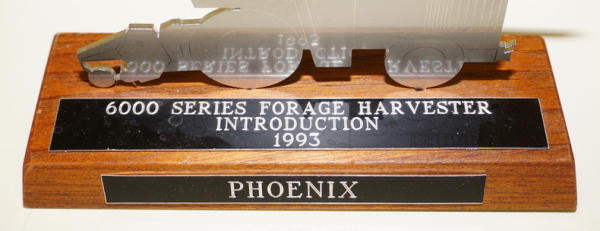 6000 SERIES FORAGE HARVESTER
INTRODUCTION
1993
PHOENIX